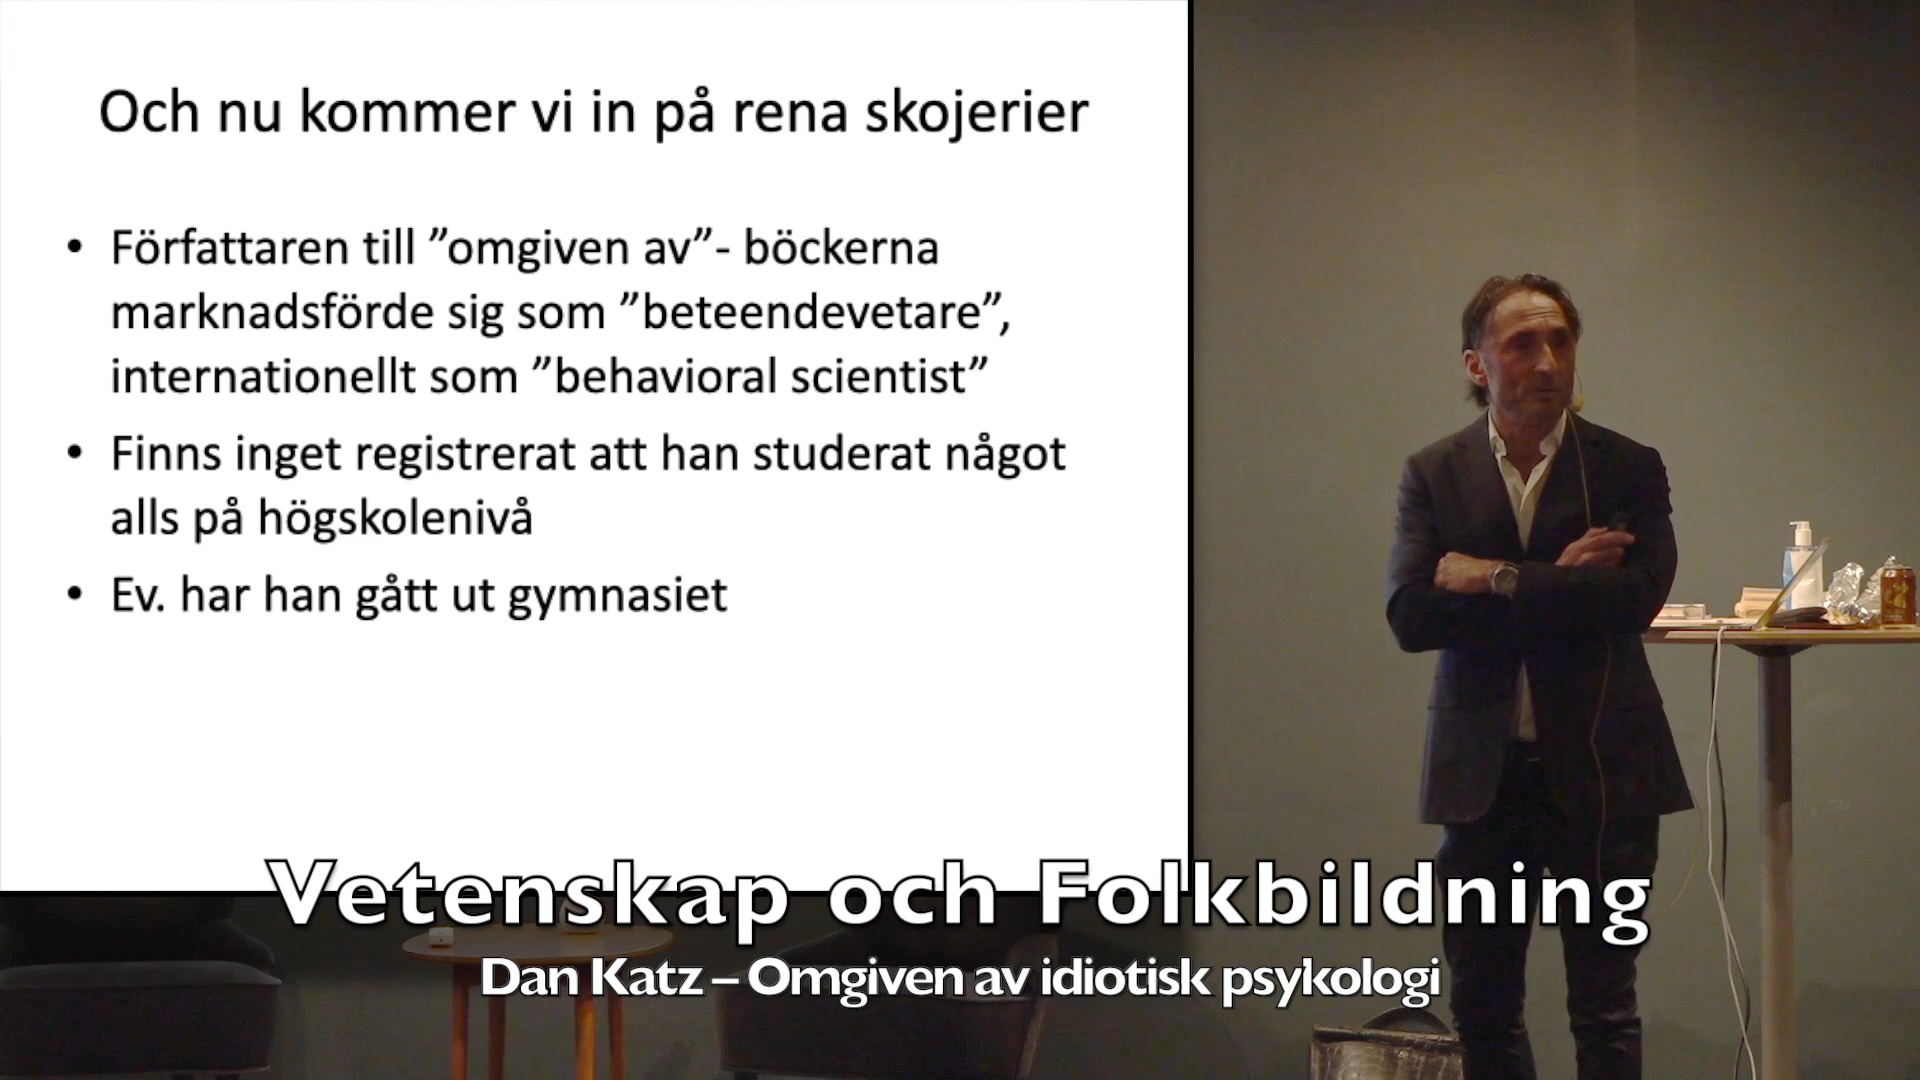 Och nu kommer vi in på rena skojerier
• Författaren till ”omgiven av”- böckerna
marknadsförde sig som ”beteendevetare”,
internationellt som ”behavioral scientist”
• Finns inget registrerat att han studerat något
alls på högskolenivå
• Ev. har han gått ut gymnasiet
Vetenskap och Folkbildning
Dan Katz – Omgiven av idiotisk psykologi